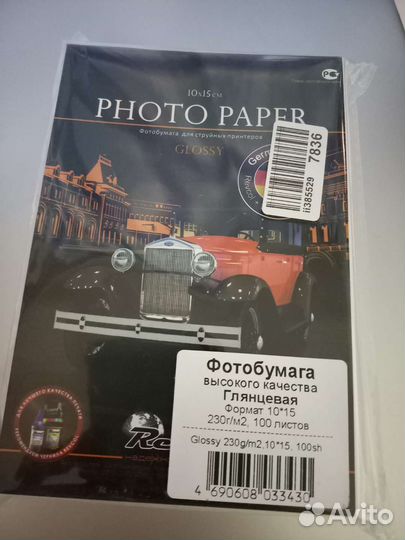 10x15 см
PHOTO PAPER
Фотобумага для струйных принтеров
GLOSSY
Germ
7836
ii385529
Фотобумага
высокого качества
Глянцевая
Формат 10*15
230г/м2, 100 листов
Glossy 230g/m2,10*15, 100sh
4 690608 033430
Avito